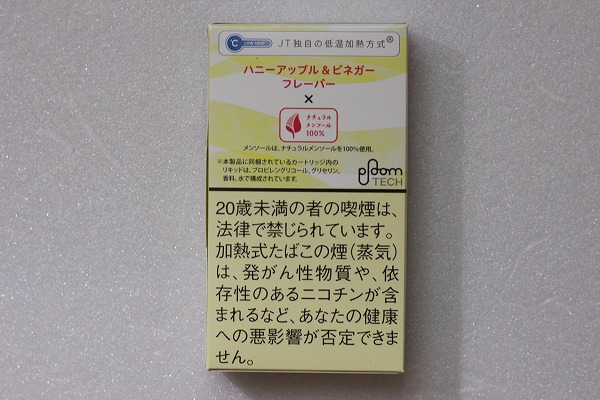 ℃ LOW HEAT JT独自の低温加熱方式®
ハニーアップル&ビネガー
フレーバー
×
ナチュラル
メンソール
100%
メンソールは、ナチュラルメンソールを100%使用。
※本製品に同梱されているカートリッジ内の
リキッドは、プロピレングリコール、グリセリン、
香料、水で構成されています。
ploom
TECH
20歳未満の者の喫煙は、
法律で禁じられています。
加熱式たばこの煙(蒸気)
は、発がん性物質や、依
存性のあるニコチンが含
まれるなど、あなたの健康
への悪影響が否定できま
せん。